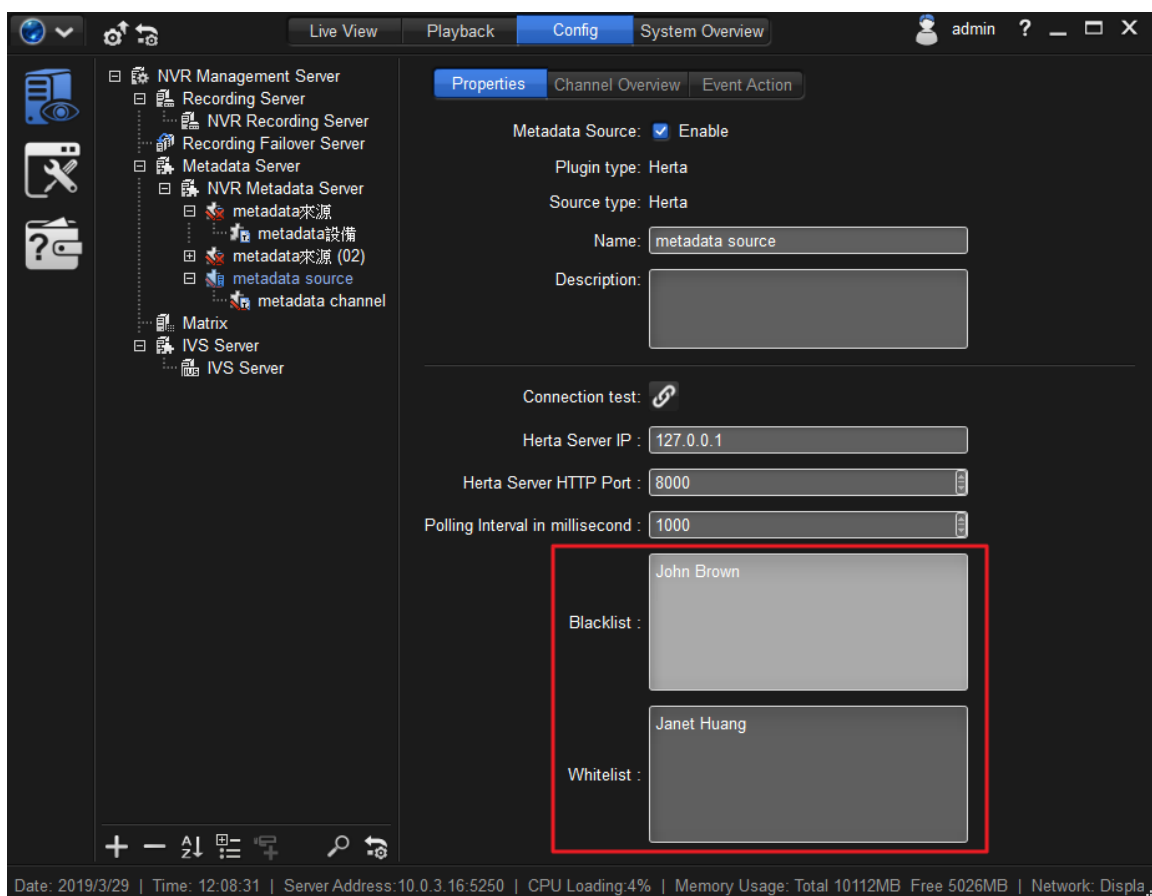 Live View Playback Config System Overview admin ? 
NVR Management Server
Recording Server
NVR Recording Server
Recording Failover Server
Metadata Server
NVR Metadata Server
metadata來源
metadata設備
metadata來源 (02)
metadata source
metadata channel
Matrix
IVS Server
IVS Server
Properties Channel Overview Event Action
Metadata Source: Enable
Plugin type: Herta
Source type: Herta
Name: metadata source
Description:
Connection test:
Herta Server IP : 127.0.0.1
Herta Server HTTP Port : 8000
Polling Interval in millisecond : 1000
Blacklist : John Brown
Whitelist : Janet Huang
Date: 2019/3/29 | Time: 12:08:31 | Server Address:10.0.3.16:5250 | CPU Loading:4% | Memory Usage: Total 10112MB Free 5026MB | Network: Displa